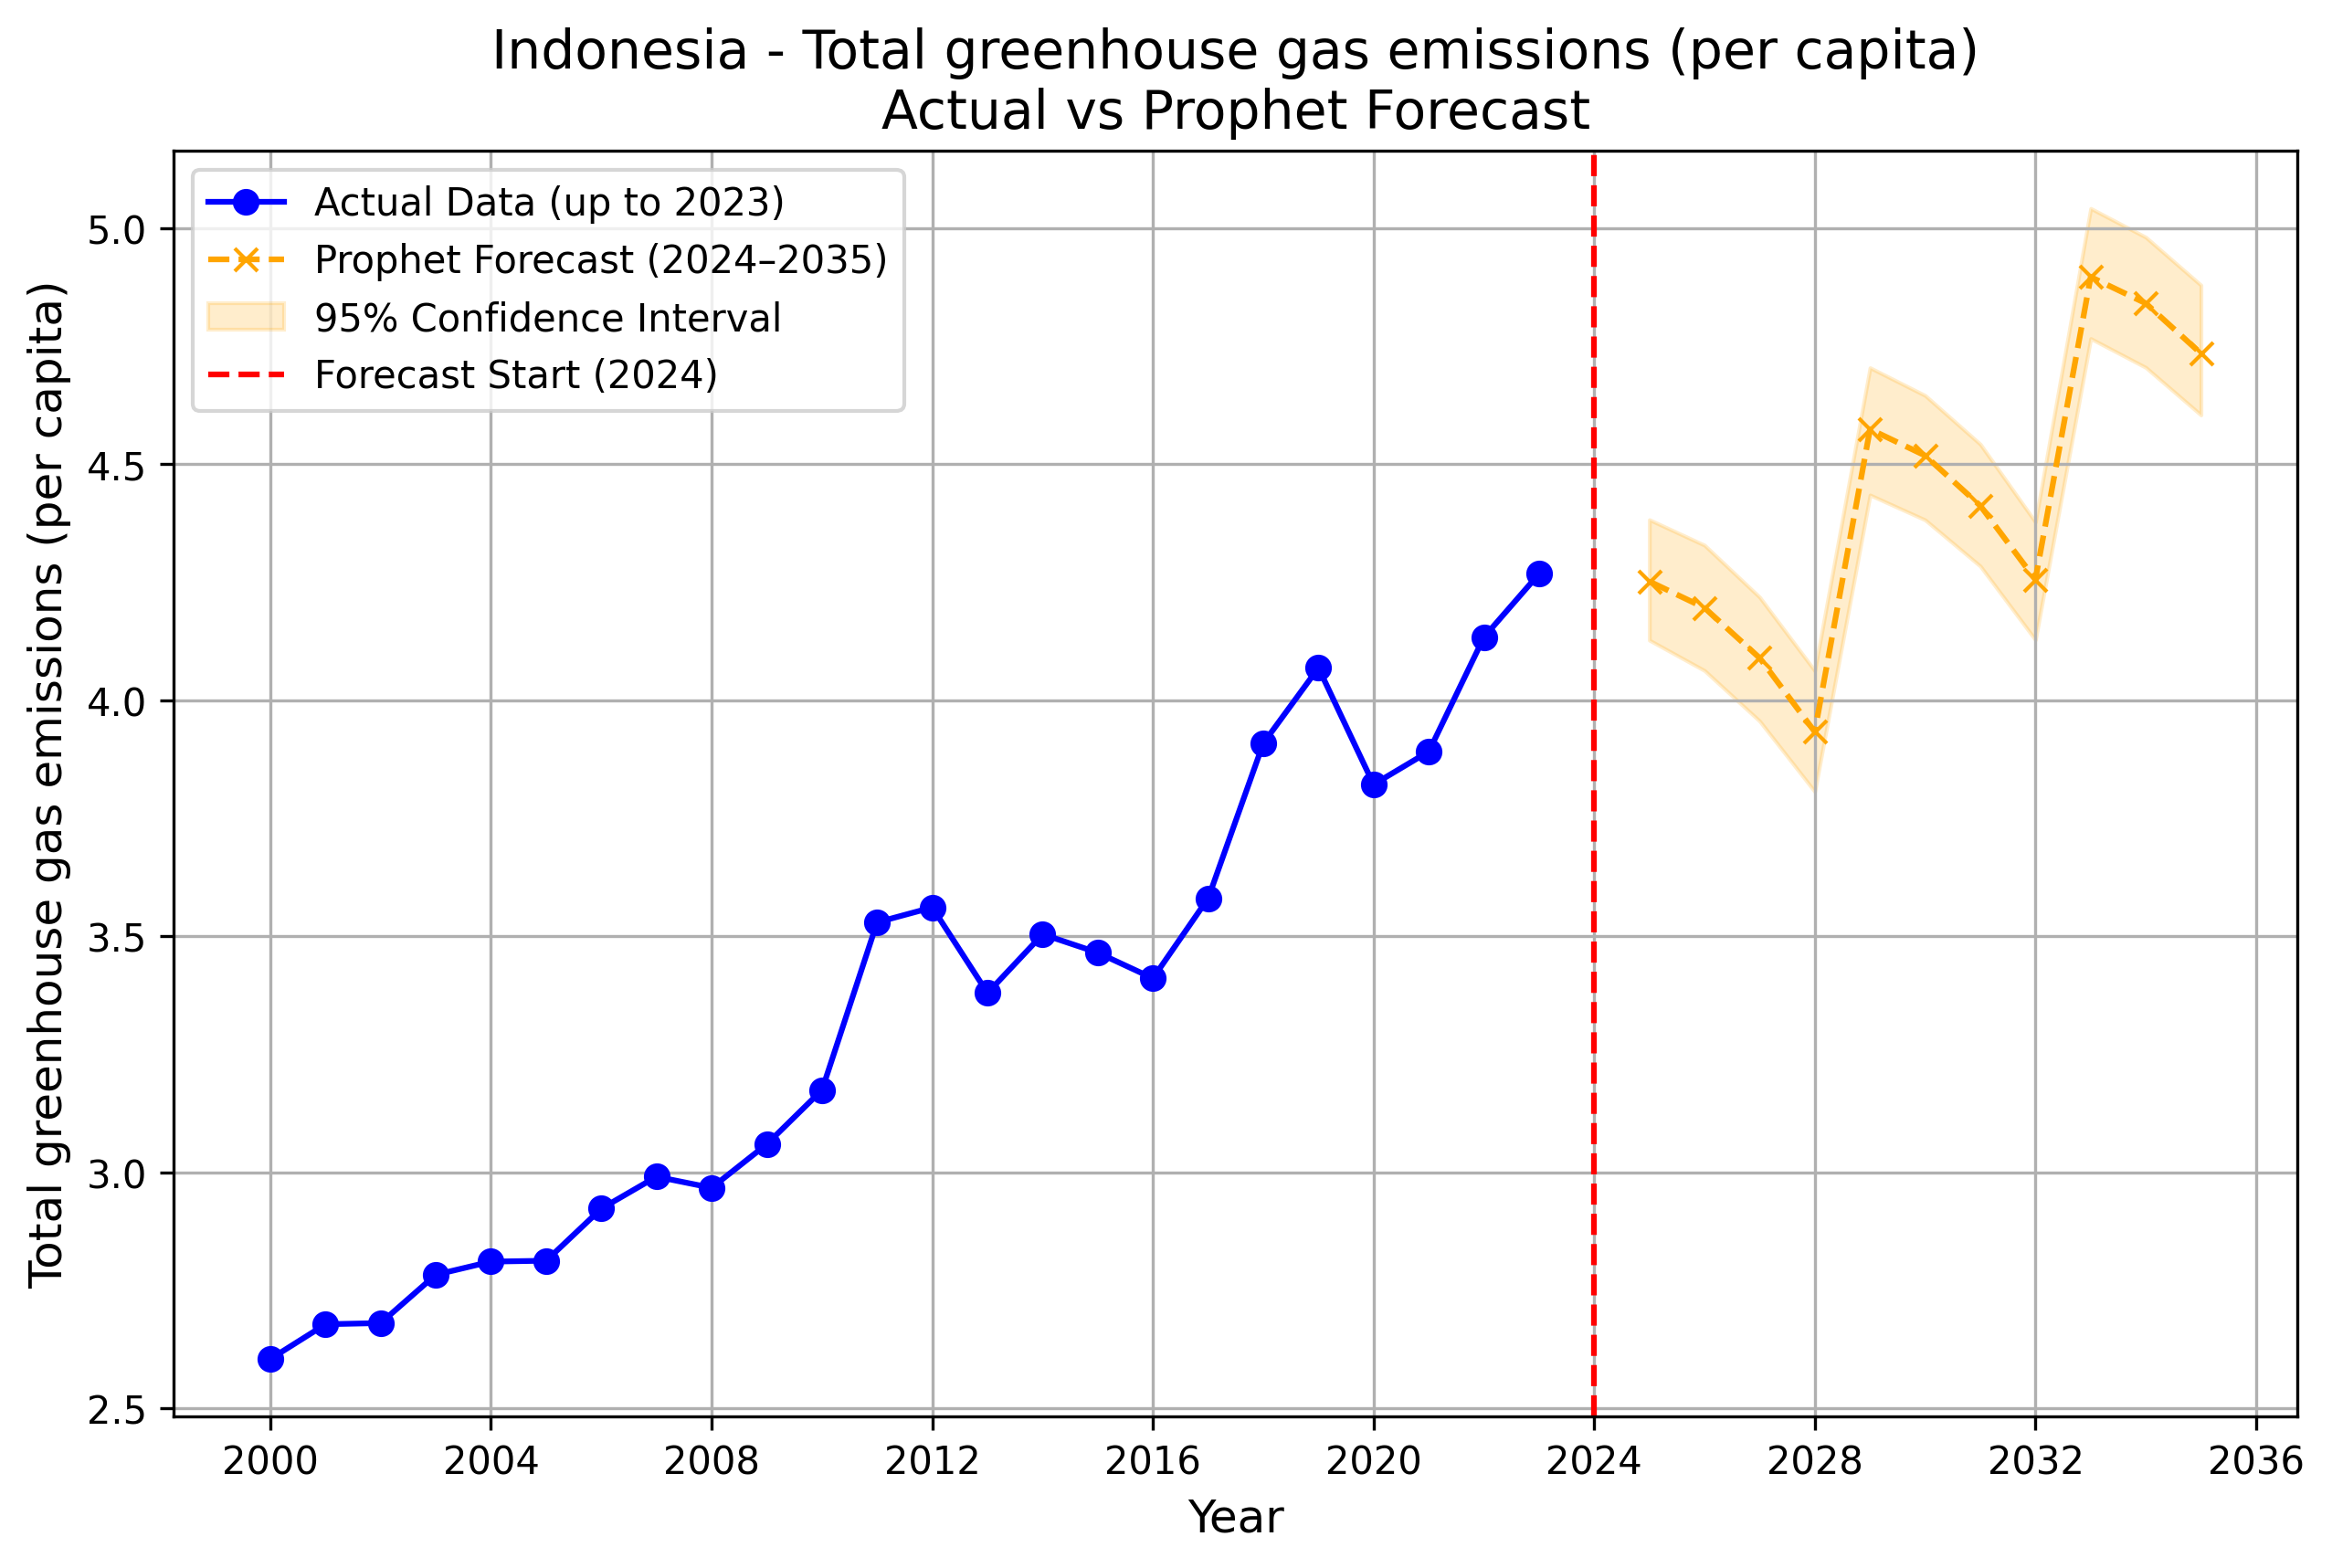 Indonesia - Total greenhouse gas emissions (per capita)
Actual vs Prophet Forecast
Actual Data (up to 2023)
Prophet Forecast (2024–2035)
95% Confidence Interval
Forecast Start (2024)
Total greenhouse gas emissions (per capita)
5.0
4.5
4.0
3.5
3.0
2.5
2000 2004 2008 2012 2016 2020 2024 2028 2032 2036
Year